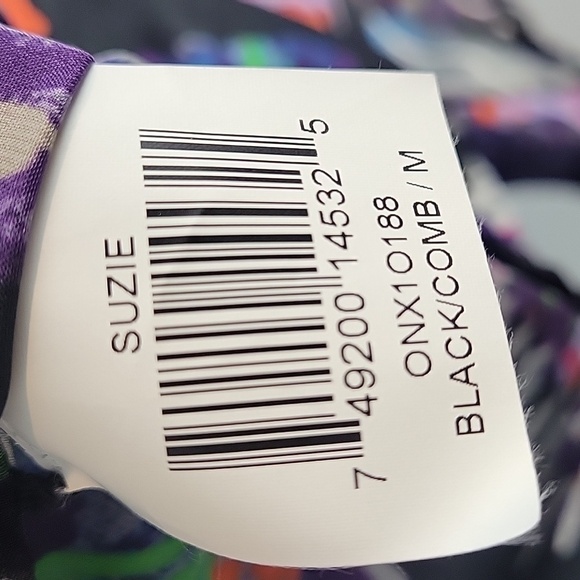 SUZIE
7 49200 14532 5
ONX1O188
BLACK/COMB / M